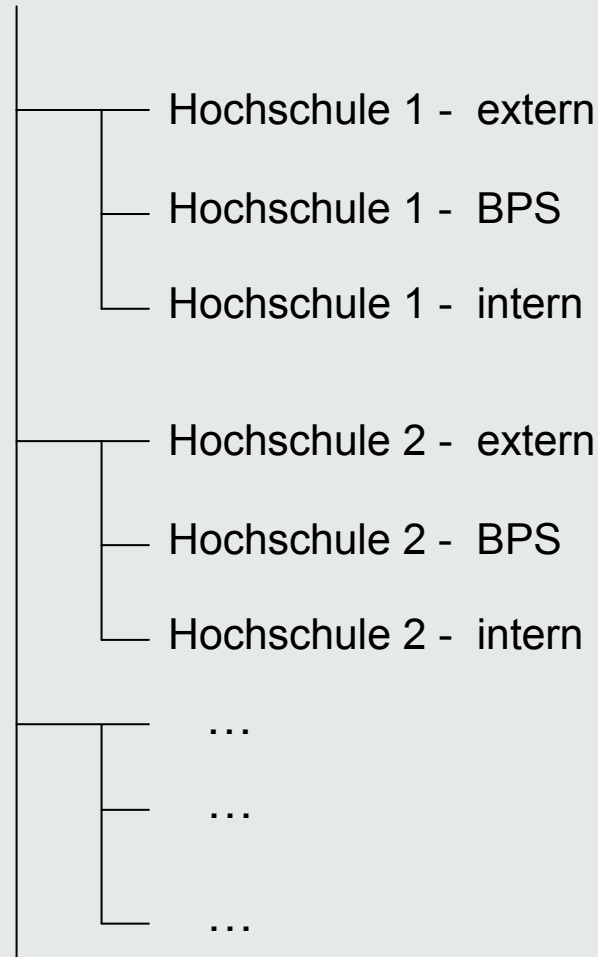 Hochschule 1 - extern
Hochschule 1 - BPS
Hochschule 1 - intern
Hochschule 2 - extern
Hochschule 2 - BPS
Hochschule 2 - intern
…
…
…